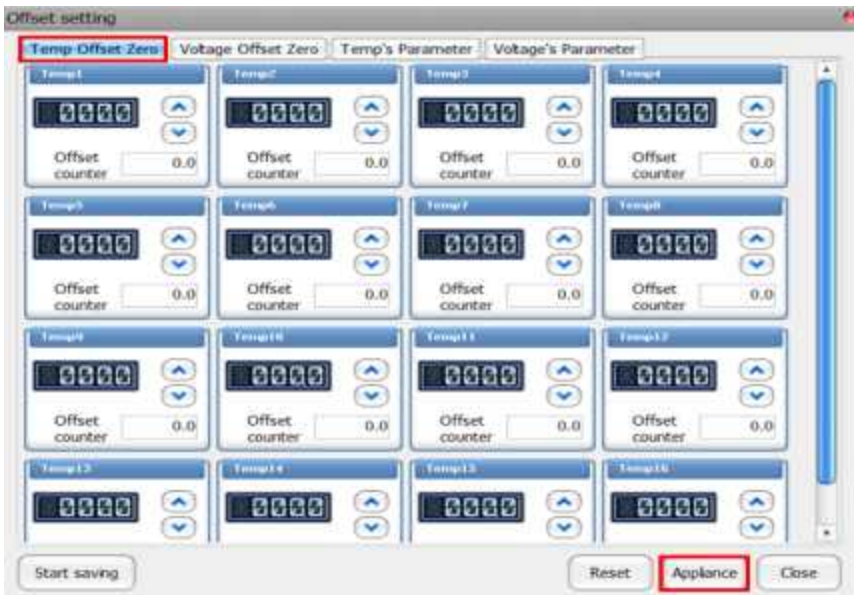 Offset setting
Temp Offset Zero Voltage Offset Zero Temp's Parameter Voltage's Parameter
Temp1 Temp2 Temp3 Temp4
0000 0000 0000 0000
Offset counter 0.0 Offset counter 0.0 Offset counter 0.0 Offset counter 0.0
Temp5 Temp6 Temp7 Temp8
0000 0000 0000 0000
Offset counter 0.0 Offset counter 0.0 Offset counter 0.0 Offset counter 0.0
Temp9 Temp10 Temp11 Temp12
0000 0000 0000 0000
Offset counter 0.0 Offset counter 0.0 Offset counter 0.0 Offset counter 0.0
Temp13 Temp14 Temp15 Temp16
0000 0000 0000 0000
Start saving Reset Appliance Close